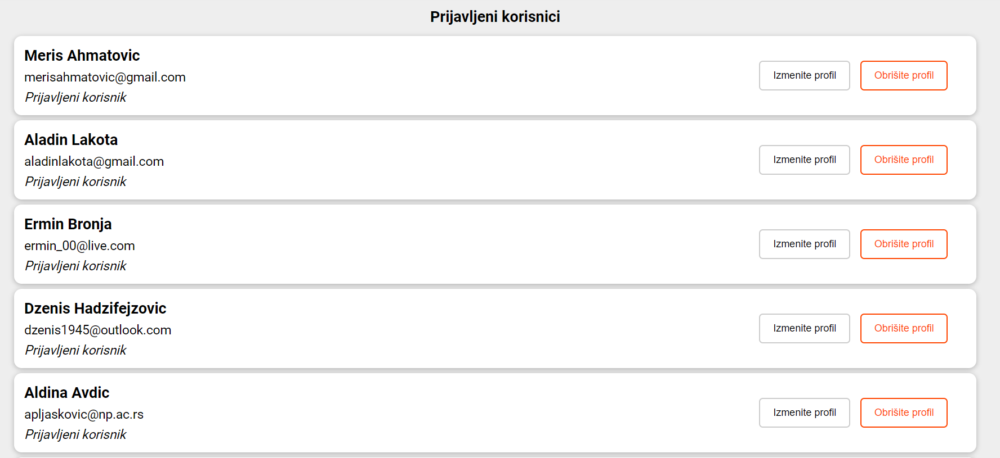 Prijavljeni korisnici
Meris Ahmatovic
merisahmatovic@gmail.com
Prijavljeni korisnik
Izmenite profil
Obrišite profil
Aladin Lakota
aladinlakota@gmail.com
Prijavljeni korisnik
Izmenite profil
Obrišite profil
Ermin Bronja
ermin_00@live.com
Prijavljeni korisnik
Izmenite profil
Obrišite profil
Dzenis Hadzifejzovic
dzenis1945@outlook.com
Prijavljeni korisnik
Izmenite profil
Obrišite profil
Aldina Avdic
apljaskovic@np.ac.rs
Prijavljeni korisnik
Izmenite profil
Obrišite profil